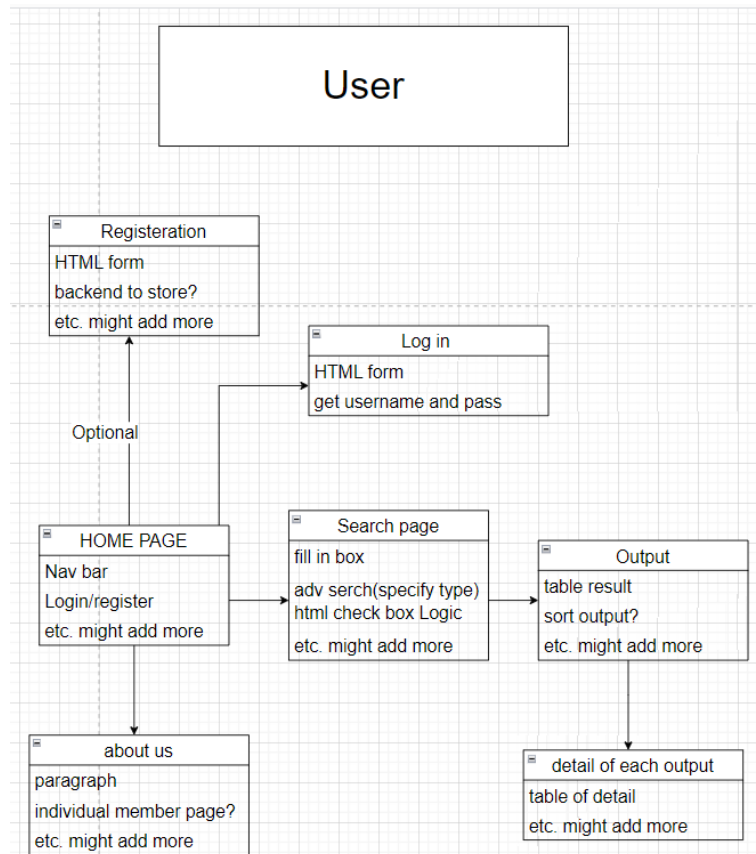 User
Registeration
HTML form
backend to store?
etc. might add more
Log in
HTML form
get username and pass
Optional
HOME PAGE
Nav bar
Login/register
etc. might add more
Search page
fill in box
adv serch(specify type)
html check box Logic
etc. might add more
Output
table result
sort output?
etc. might add more
about us
paragraph
individual member page?
etc. might add more
detail of each output
table of detail
etc. might add more